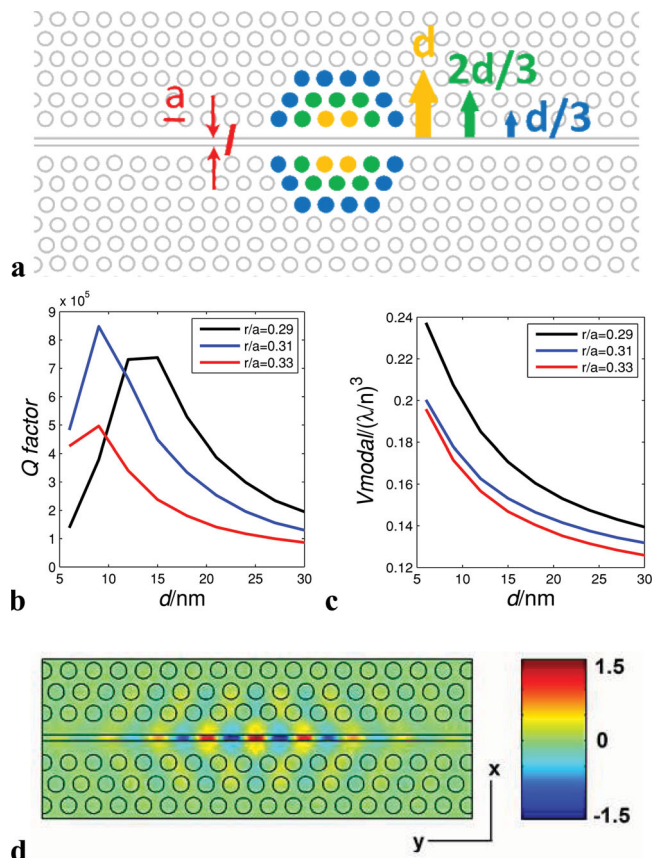 a
d
2d/3
d/3
a
x 10⁵
9
8
7
6
5
4
3
2
1
0
Q factor
r/a=0.29
r/a=0.31
r/a=0.33
5 10 15 20 25 30
d/nm
b
0.24
0.22
0.2
0.18
0.16
0.14
0.12
Vmodal/(λ/n)³
r/a=0.29
r/a=0.31
r/a=0.33
5 10 15 20 25 30
d/nm
c
1.5
0
-1.5
x
y
d